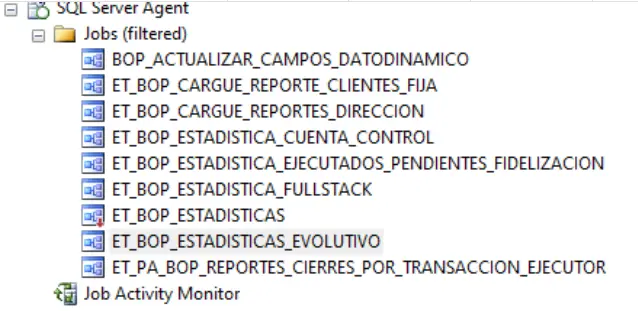 SQL Server Agent
Jobs (filtered)
BOP_ACTUALIZAR_CAMPOS_DATODINAMICO
ET_BOP_CARGUE_REPORTE_CLIENTES_FIJA
ET_BOP_CARGUE_REPORTES_DIRECCION
ET_BOP_ESTADISTICA_CUENTA_CONTROL
ET_BOP_ESTADISTICA_EJECUTADOS_PENDIENTES_FIDELIZACION
ET_BOP_ESTADISTICA_FULLSTACK
ET_BOP_ESTADISTICAS
ET_BOP_ESTADISTICAS_EVOLUTIVO
ET_PA_BOP_REPORTES_CIERRES_POR_TRANSACCION_EJECUTOR
Job Activity Monitor